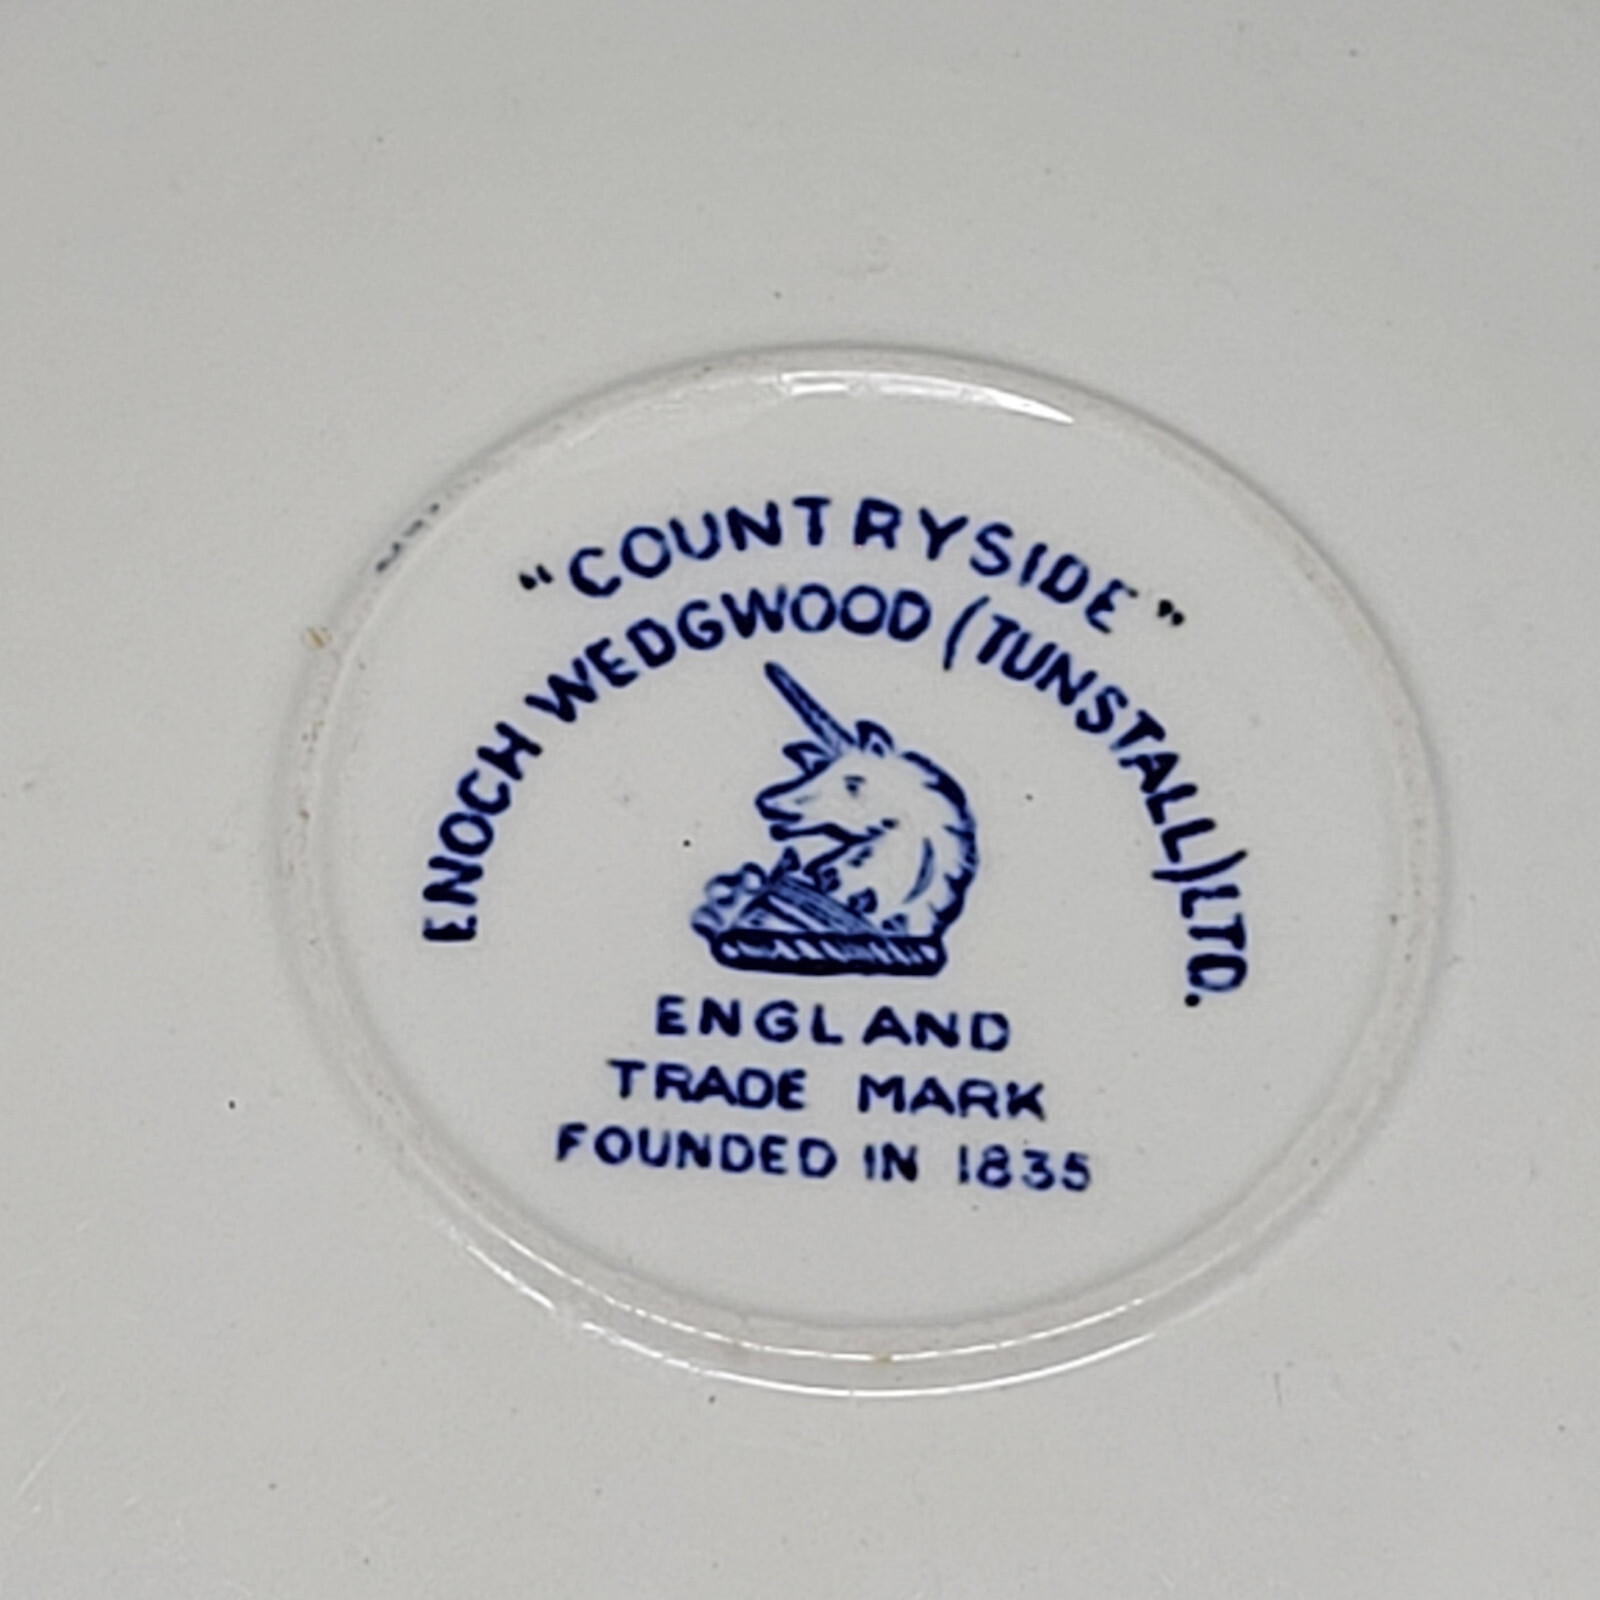 "COUNTRYSIDE"
ENOCH WEDGWOOD (TUNSTALL) LTD.
ENGLAND
TRADE MARK
FOUNDED IN 1835